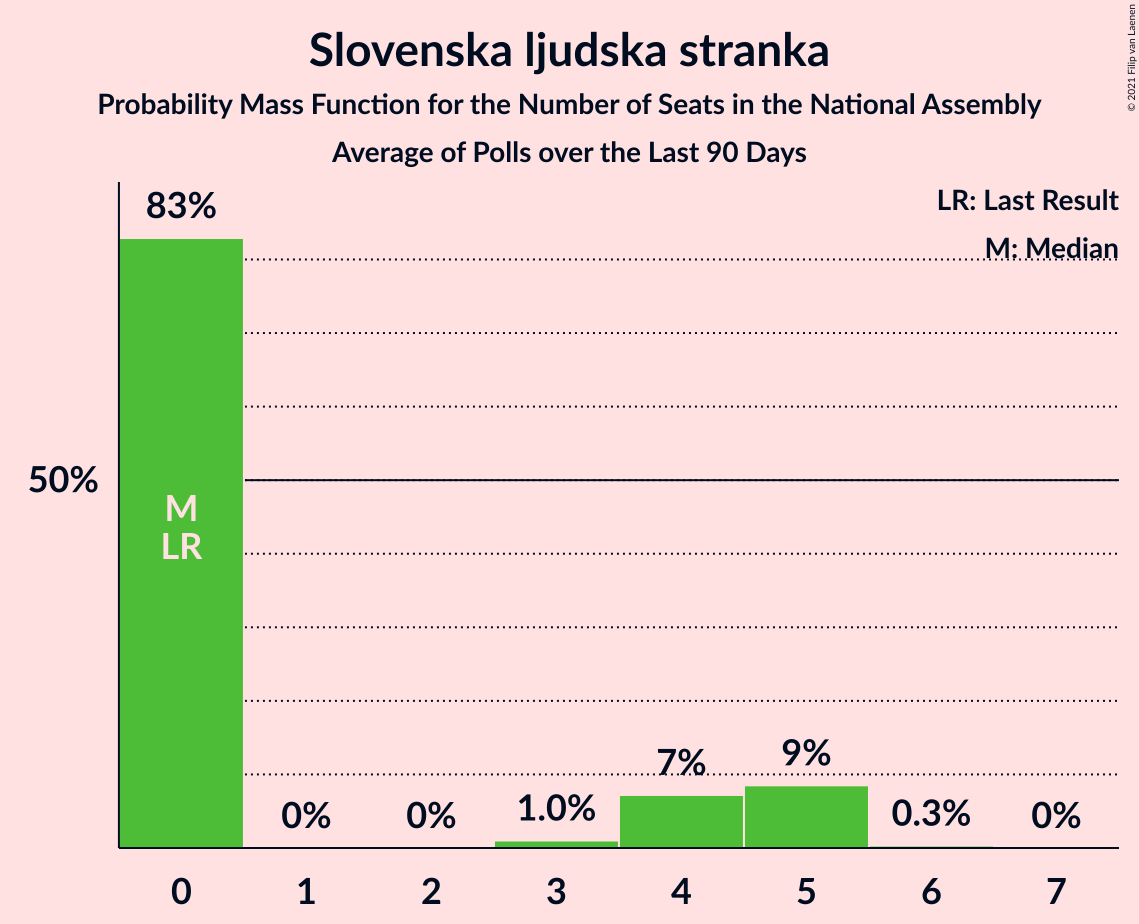 © 2021 Filip van Laenen
Slovenska ljudska stranka
Probability Mass Function for the Number of Seats in the National Assembly
Average of Polls over the Last 90 Days
LR: Last Result
M: Median
83%
50%
M
LR
0%
0%
1.0%
7%
9%
0.3%
0%
0 1 2 3 4 5 6 7